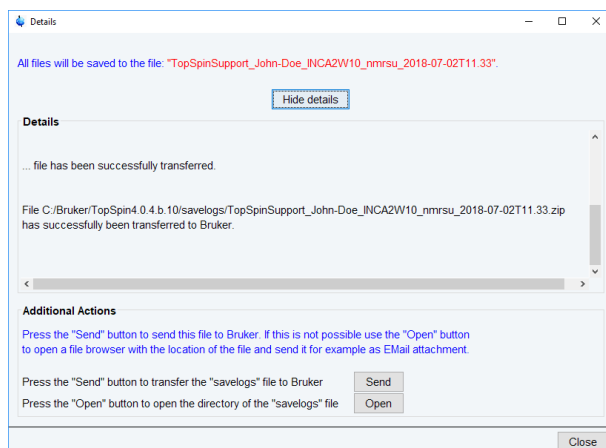 Details
All files will be saved to the file: "TopSpinSupport_John-Doe_INCA2W10_nmrsu_2018-07-02T11.33".
Hide details
Details
... file has been successfully transferred.
File C:/Bruker/TopSpin4.0.4.b.10/savelogs/TopSpinSupport_John-Doe_INCA2W10_nmrsu_2018-07-02T11.33.zip
has successfully been transferred to Bruker.
Additional Actions
Press the "Send" button to send this file to Bruker. If this is not possible use the "Open" button
to open a file browser with the location of the file and send it for example as EMail attachment.
Press the "Send" button to transfer the "savelogs" file to Bruker Send
Press the "Open" button to open the directory of the "savelogs" file Open
Close